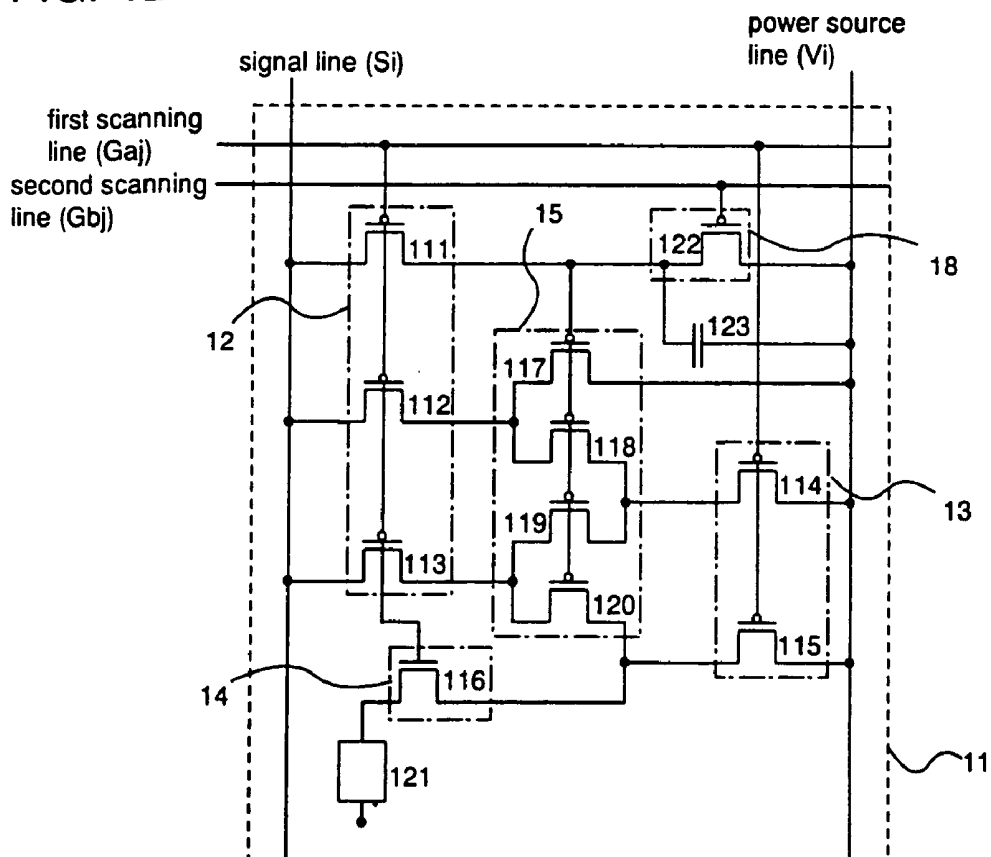 power source
line (Vi)
signal line (Si)
first scanning
line (Gaj)
second scanning
line (Gbj)
15
122
111
18
12
123
117
112
118
114
13
119
113
120
115
116
14
121
11